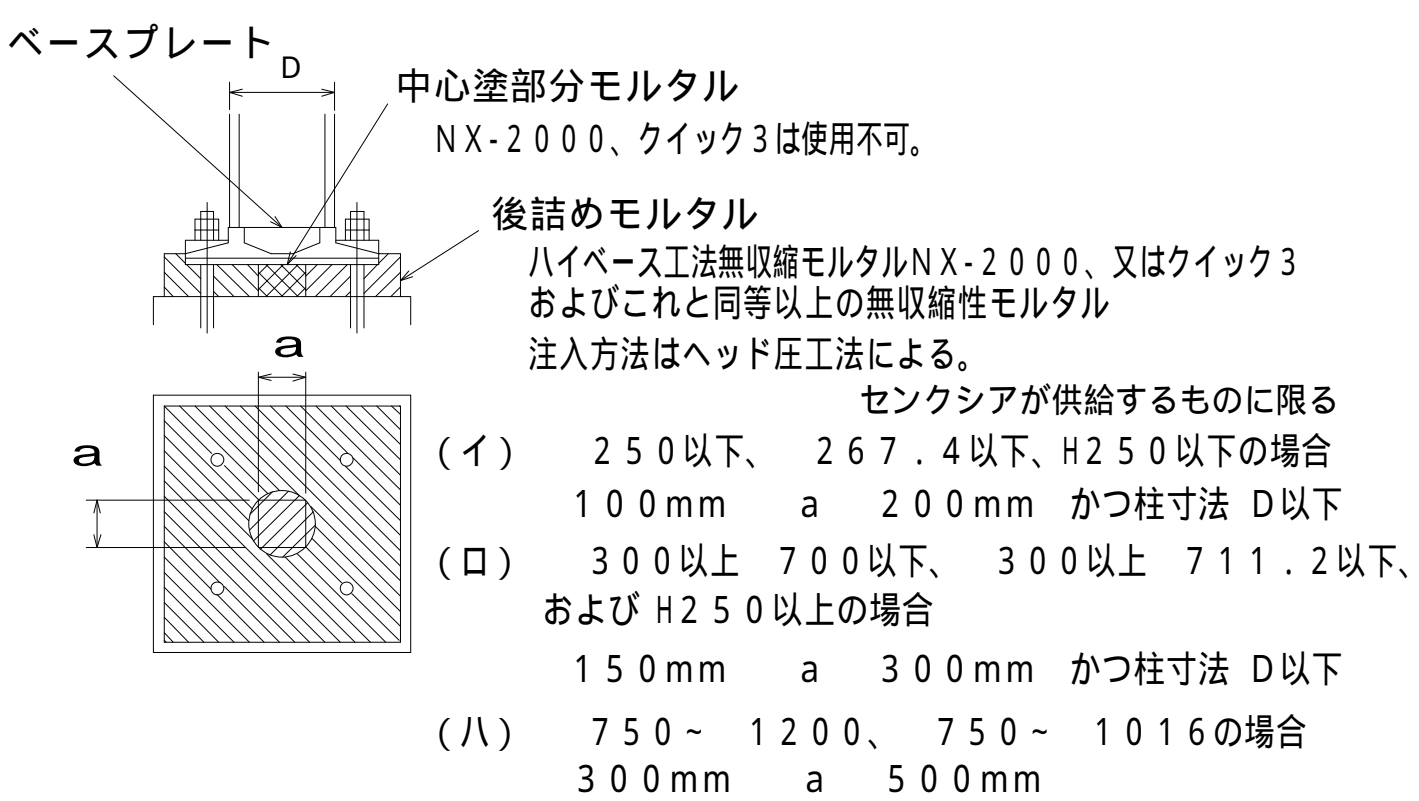 ベースプレート
D
中心塗部分モルタル
NX-2000、クイック3は使用不可。
後詰めモルタル
ハイベース工法無収縮モルタルNX-2000、又はクイック3
およびこれと同等以上の無収縮性モルタル
注入方法はヘッド圧工法による。
センクシアが供給するものに限る
a
a
(イ) 250以下、 267.4以下、H250以下の場合
100mm a 200mm かつ柱寸法 D以下
(ロ) 300以上 700以下、 300以上 711.2以下、
および H250以上の場合
150mm a 300mm かつ柱寸法 D以下
(ハ) 750~ 1200、 750~ 1016の場合
300mm a 500mm